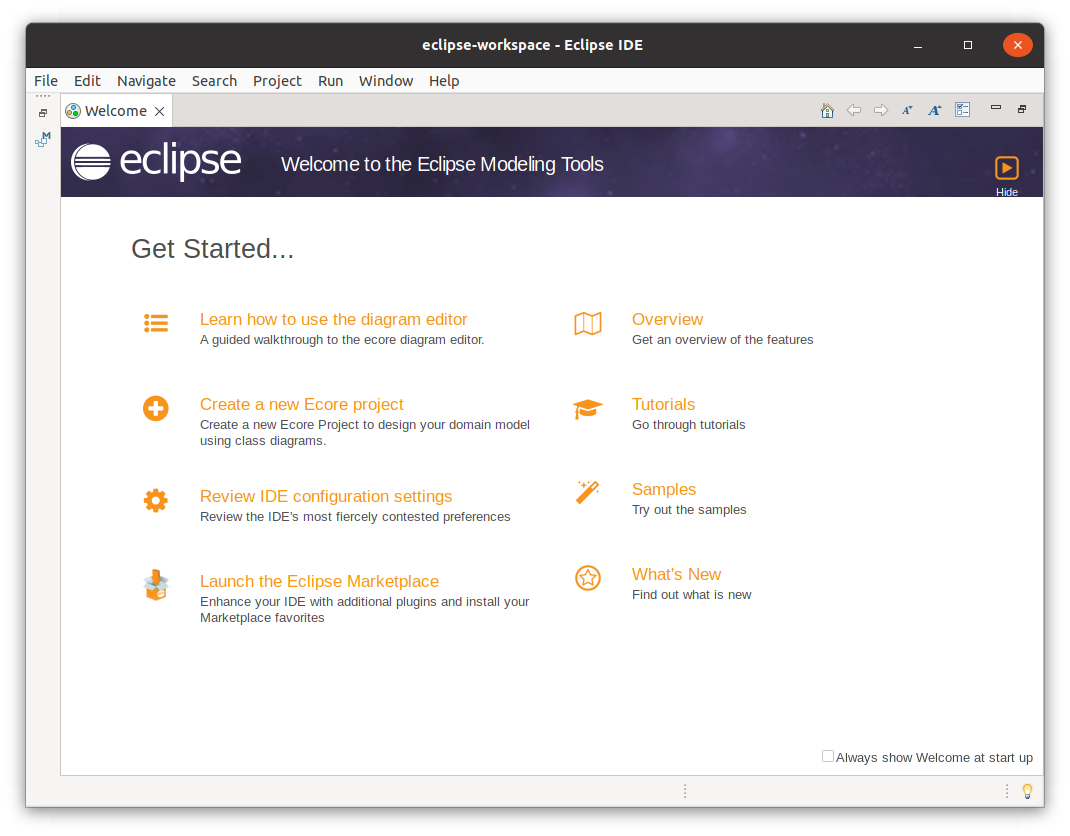 eclipse-workspace - Eclipse IDE
File Edit Navigate Search Project Run Window Help
Welcome
M
eclipse
Welcome to the Eclipse Modeling Tools
Hide
Get Started...
Learn how to use the diagram editor
A guided walkthrough to the ecore diagram editor.
Create a new Ecore project
Create a new Ecore Project to design your domain model
using class diagrams.
Review IDE configuration settings
Review the IDE's most fiercely contested preferences
Launch the Eclipse Marketplace
Enhance your IDE with additional plugins and install your
Marketplace favorites
Overview
Get an overview of the features
Tutorials
Go through tutorials
Samples
Try out the samples
What's New
Find out what is new
Always show Welcome at start up